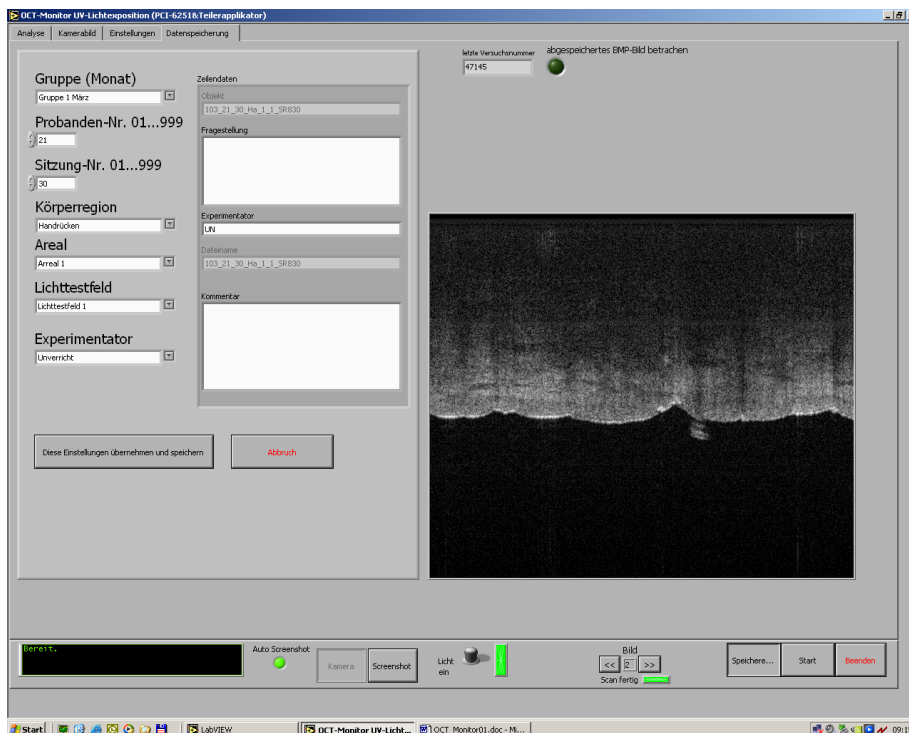 OCT-Monitor UV-Lichtexposition (PCI-6251&:Teilerapplikator)
Analyse Kamerabild Einstellungen Datenspeicherung
letzte Versuchsnummer abgespeichertes BMP-Bild betrachen
47145
Gruppe (Monat)
Gruppe 1 März
Probanden-Nr. 01...999
21
Sitzung-Nr. 01...999
30
Körperregion
Handrücken
Areal
Arreal 1
Lichttestfeld
Lichttestfeld 1
Experimentator
Unverricht
Zeilendaten
Objekt
103_21_30_Ha_1_1_SR830
Fragestellung
Experimentator
UN
Dateiname
103_21_30_Ha_1_1_SR830
Kommentar
Diese Einstellungen übernehmen und speichern
Abbruch
Bereit.
Auto Screenshot
Kamera
Screenshot
Licht
ein
Bild
<< 2 >>
Scan fertig
Speichere...
Start
Beenden
Start LabVIEW OCT-Monitor UV-Licht... OCT_Monitor01.doc - Mi...